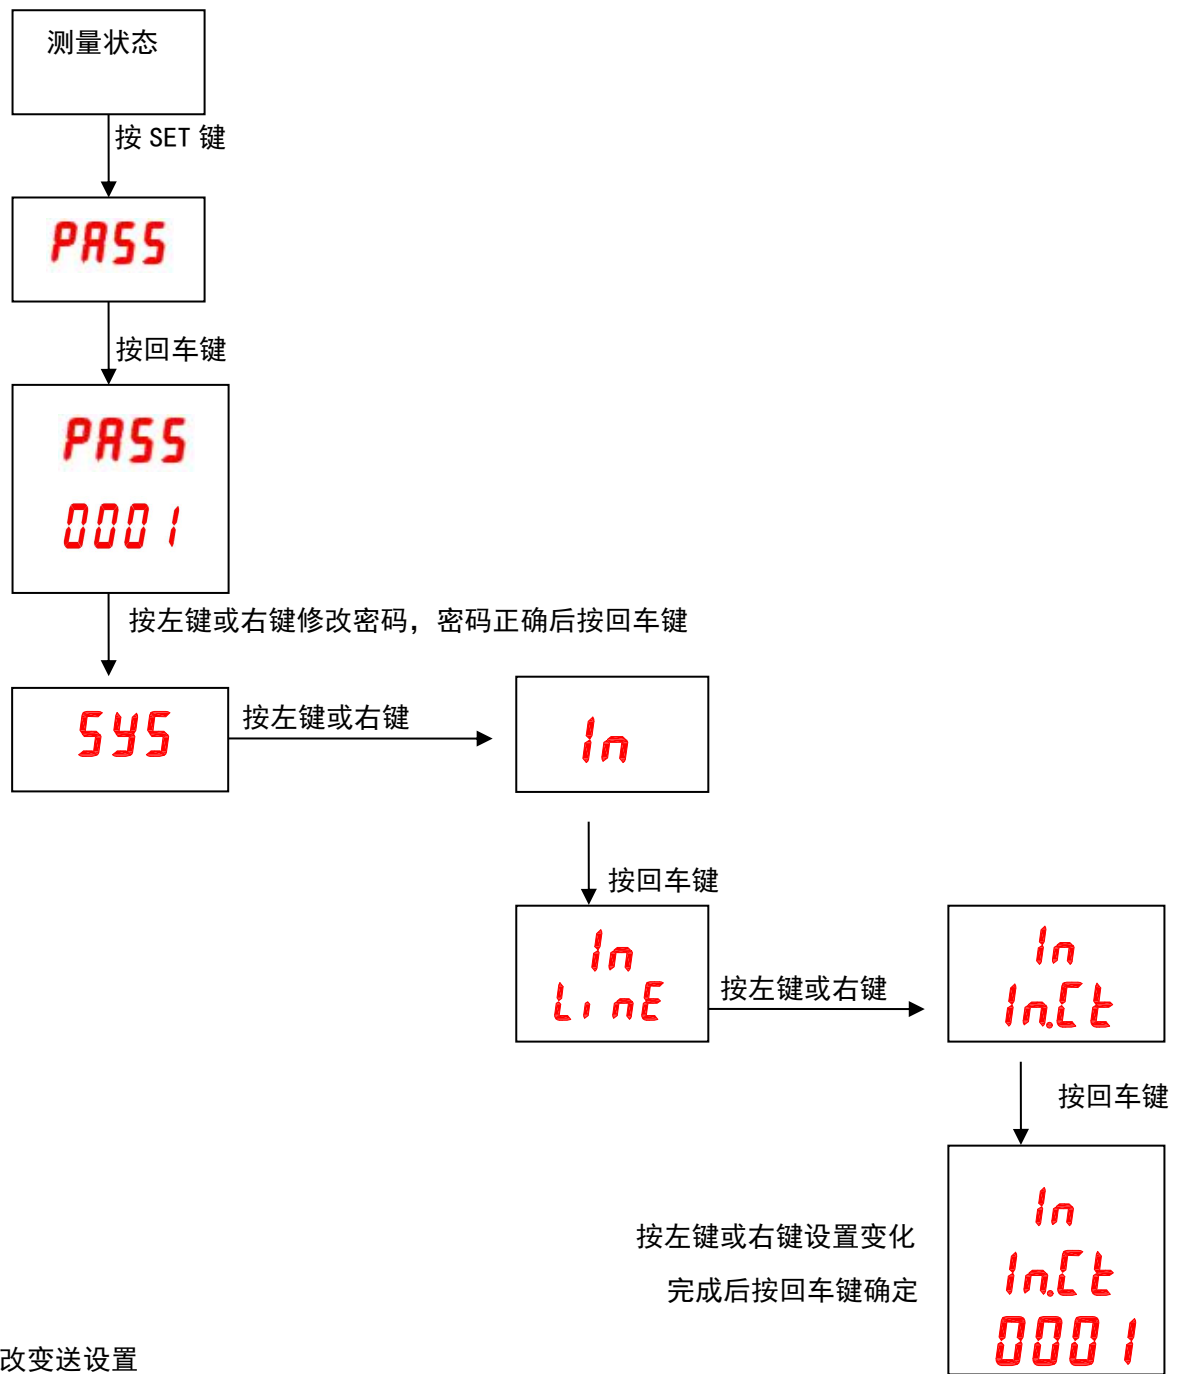 测量状态
按 SET 键
PASS
按回车键
PASS
0001
按左键或右键修改密码，密码正确后按回车键
SYS
按左键或右键
In
按回车键
In
LinE
按左键或右键
In
In.Ct
按回车键
In
In.Ct
0001
按左键或右键设置变化
完成后按回车键确定
改变送设置